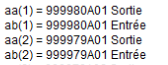 aa(1) = 999980A01 Sortie
ab(1) = 999980A01 Entrée
aa(2) = 999979A01 Sortie
ab(2) = 999979A01 Entrée